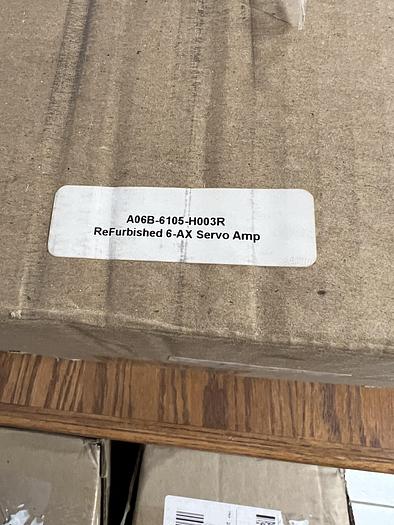 A06B-6105-H003R
ReFurbished 6-AX Servo Amp